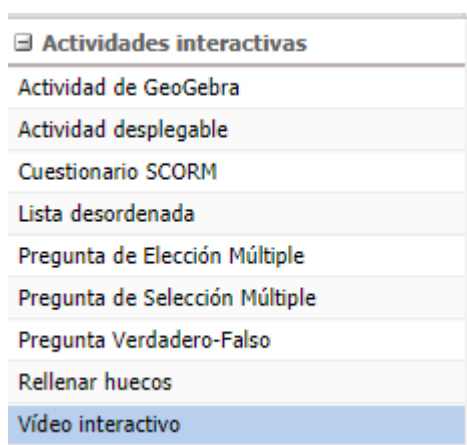 Actividades interactivas
Actividad de GeoGebra
Actividad desplegable
Cuestionario SCORM
Lista desordenada
Pregunta de Elección Múltiple
Pregunta de Selección Múltiple
Pregunta Verdadero-Falso
Rellenar huecos
Vídeo interactivo